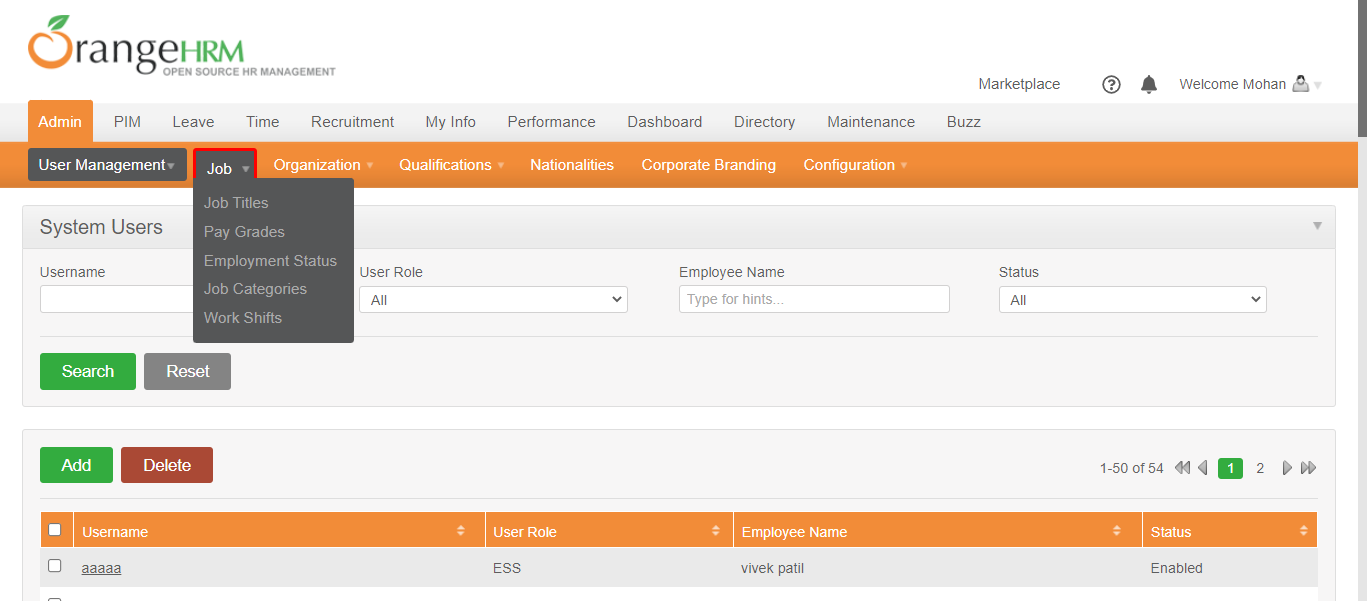 OrangeHRM
OPEN SOURCE HR MANAGEMENT
Marketplace ? Welcome Mohan
Admin PIM Leave Time Recruitment My Info Performance Dashboard Directory Maintenance Buzz
User Management Job Organization Qualifications Nationalities Corporate Branding Configuration
Job Titles
Pay Grades
Employment Status
Job Categories
Work Shifts
System Users
Username User Role Employee Name Status
All Type for hints... All
Search Reset
Add Delete
1-50 of 54 1 2
Username User Role Employee Name Status
aaaaa ESS vivek patil Enabled